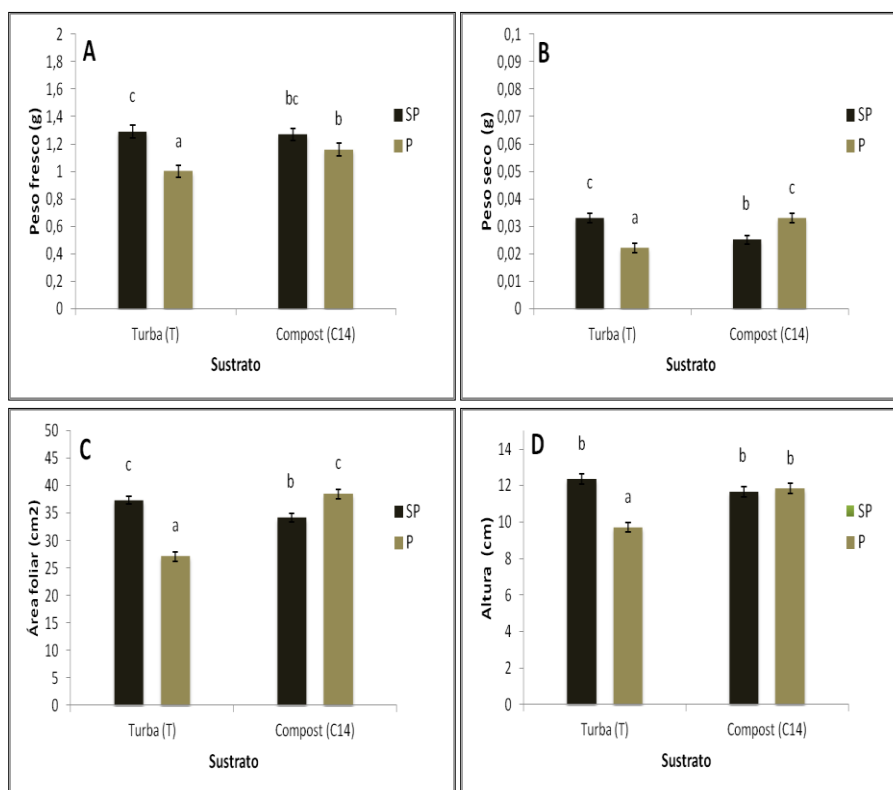 A
Peso fresco (g)
2
1,8
1,6
1,4
1,2
1
0,8
0,6
0,4
0,2
0
c
a
bc
b
SP
P
Turba (T)
Compost (C14)
Sustrato
B
Peso seco (g)
0,1
0,09
0,08
0,07
0,06
0,05
0,04
0,03
0,02
0,01
0
c
a
b
c
SP
P
Turba (T)
Compost (C14)
Sustrato
C
Área foliar (cm2)
50
45
40
35
30
25
20
15
10
5
0
c
a
b
c
SP
P
Turba (T)
Compost (C14)
Sustrato
D
Altura (cm)
14
12
10
8
6
4
2
0
b
a
b
b
SP
P
Turba (T)
Compost (C14)
Sustrato